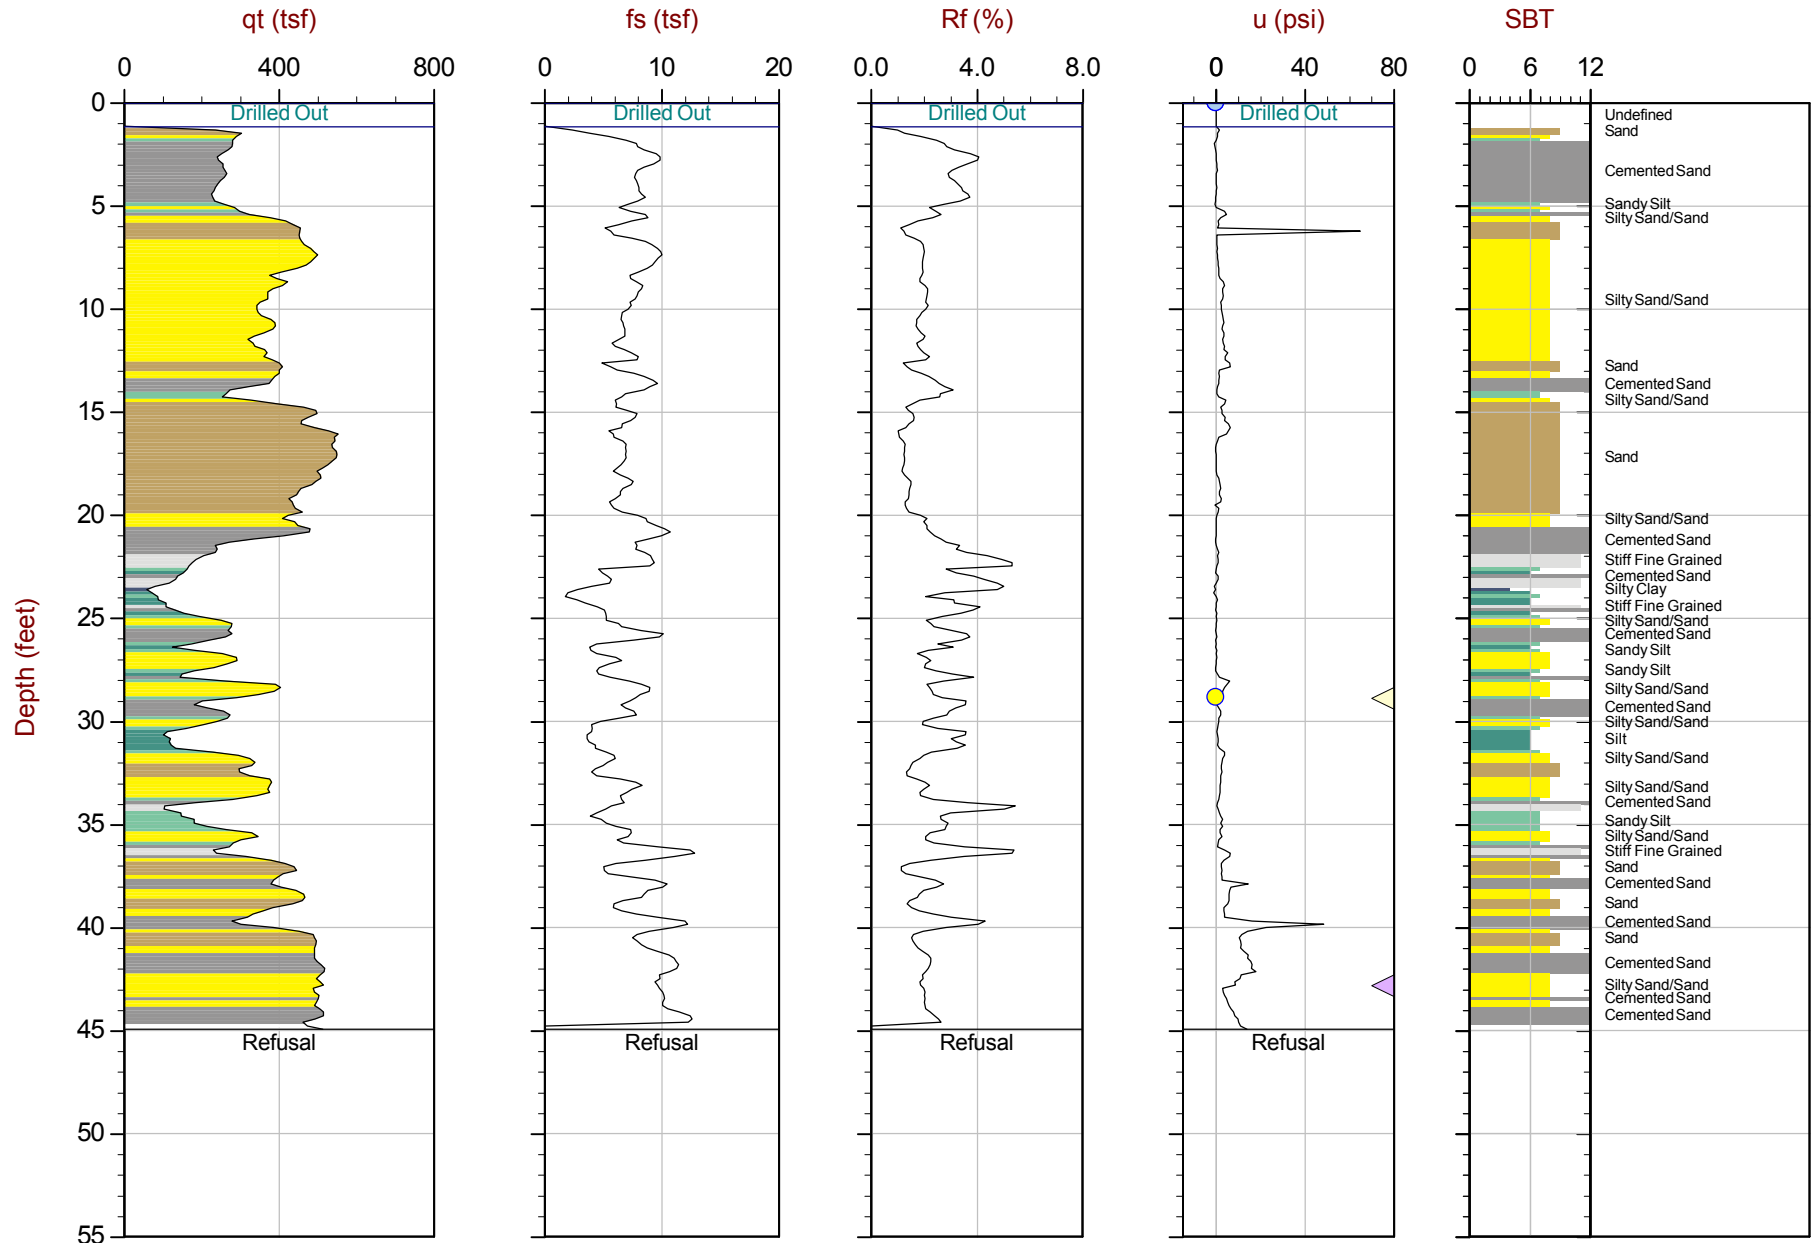 qt (tsf) fs (tsf) Rf (%) u (psi) SBT
0 400 800 0 10 20 0.0 4.0 8.0 0 40 80 0 6 12
0
Drilled Out Drilled Out Drilled Out Drilled Out
Undefined
Sand
Cemented Sand
Sandy Silt
5
Silty Sand/Sand
Silty Sand/Sand
10
Sand
Cemented Sand
Silty Sand/Sand
15
Sand
20
Silty Sand/Sand
Cemented Sand
Stiff Fine Grained
Cemented Sand
Silty Clay
Stiff Fine Grained
25
Silty Sand/Sand
Cemented Sand
Sandy Silt
Depth (feet)
Sandy Silt
Silty Sand/Sand
Cemented Sand
30
Silty Sand/Sand
Silt
Silty Sand/Sand
Silty Sand/Sand
Cemented Sand
Sandy Silt
35
Silty Sand/Sand
Stiff Fine Grained
Sand
Cemented Sand
Sand
Cemented Sand
40
Sand
Cemented Sand
Silty Sand/Sand
Cemented Sand
Cemented Sand
45
Refusal Refusal Refusal Refusal
50
55